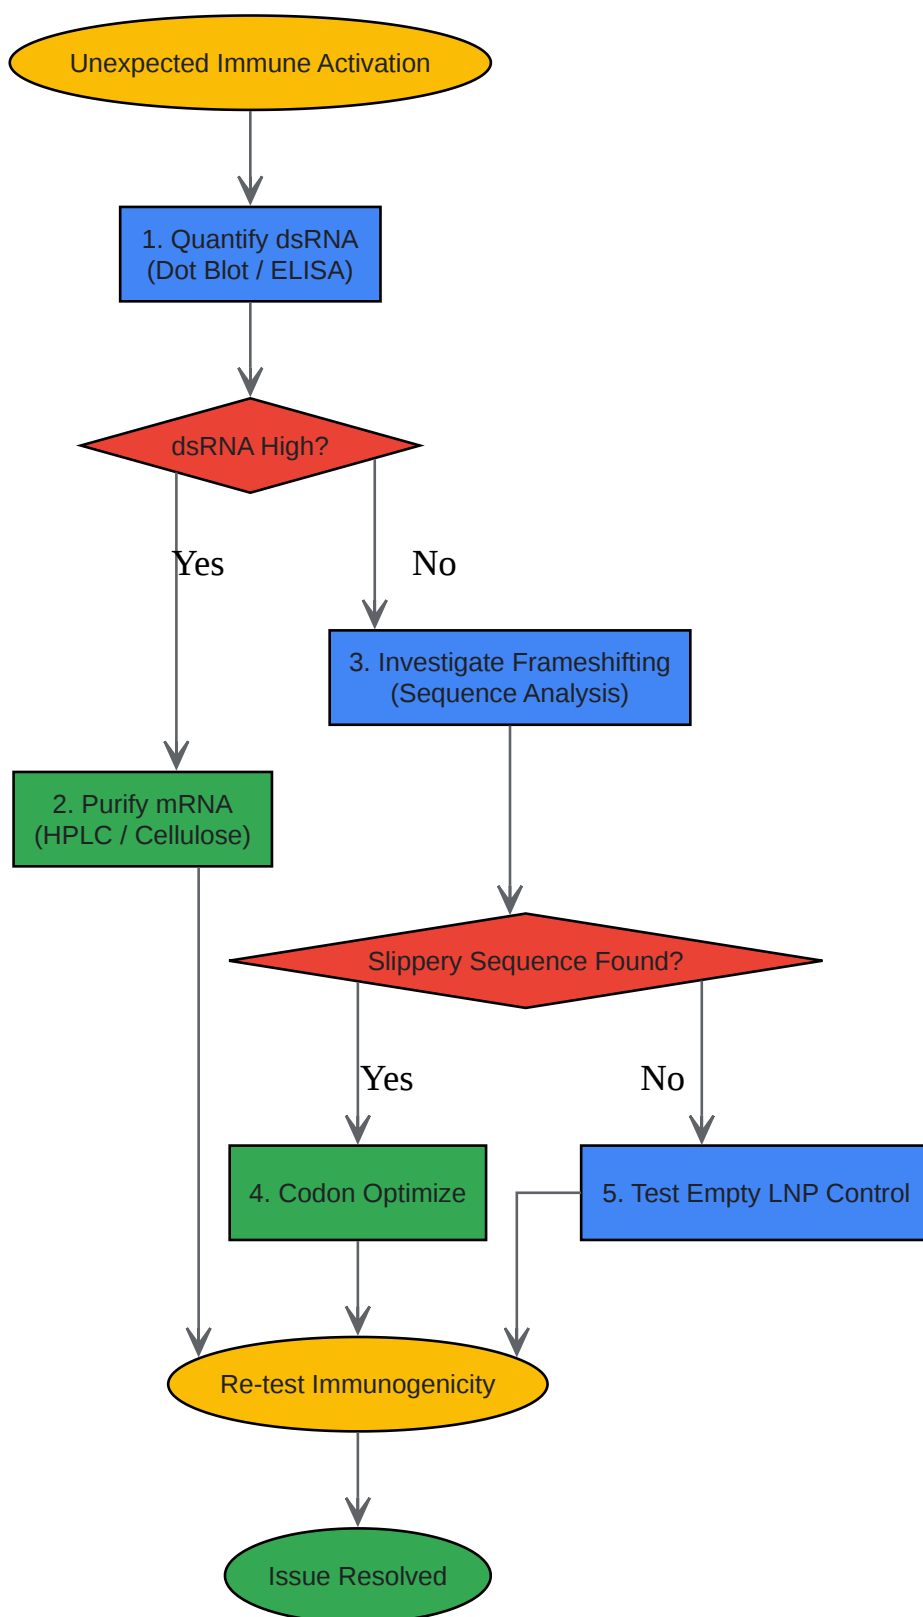 Unexpected Immune Activation
1. Quantify dsRNA
(Dot Blot / ELISA)
dsRNA High?
Yes
No
3. Investigate Frameshifting
(Sequence Analysis)
2. Purify mRNA
(HPLC / Cellulose)
Slippery Sequence Found?
Yes
No
4. Codon Optimize
5. Test Empty LNP Control
Re-test Immunogenicity
Issue Resolved